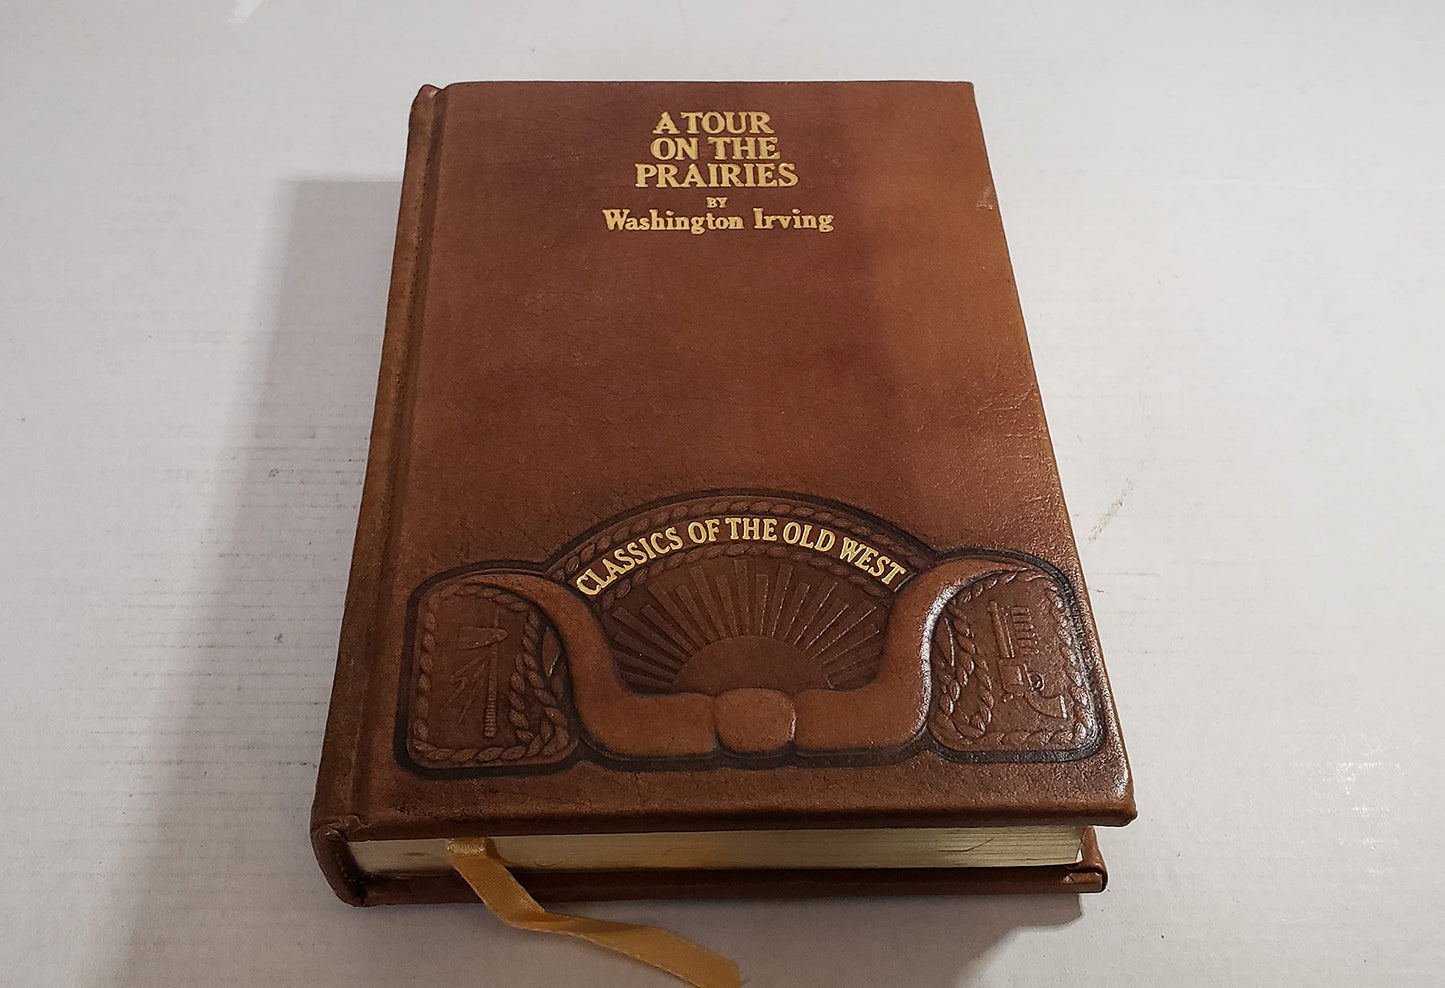 A TOUR
ON THE
PRAIRIES
BY
Washington Irving
CLASSICS OF THE OLD WEST